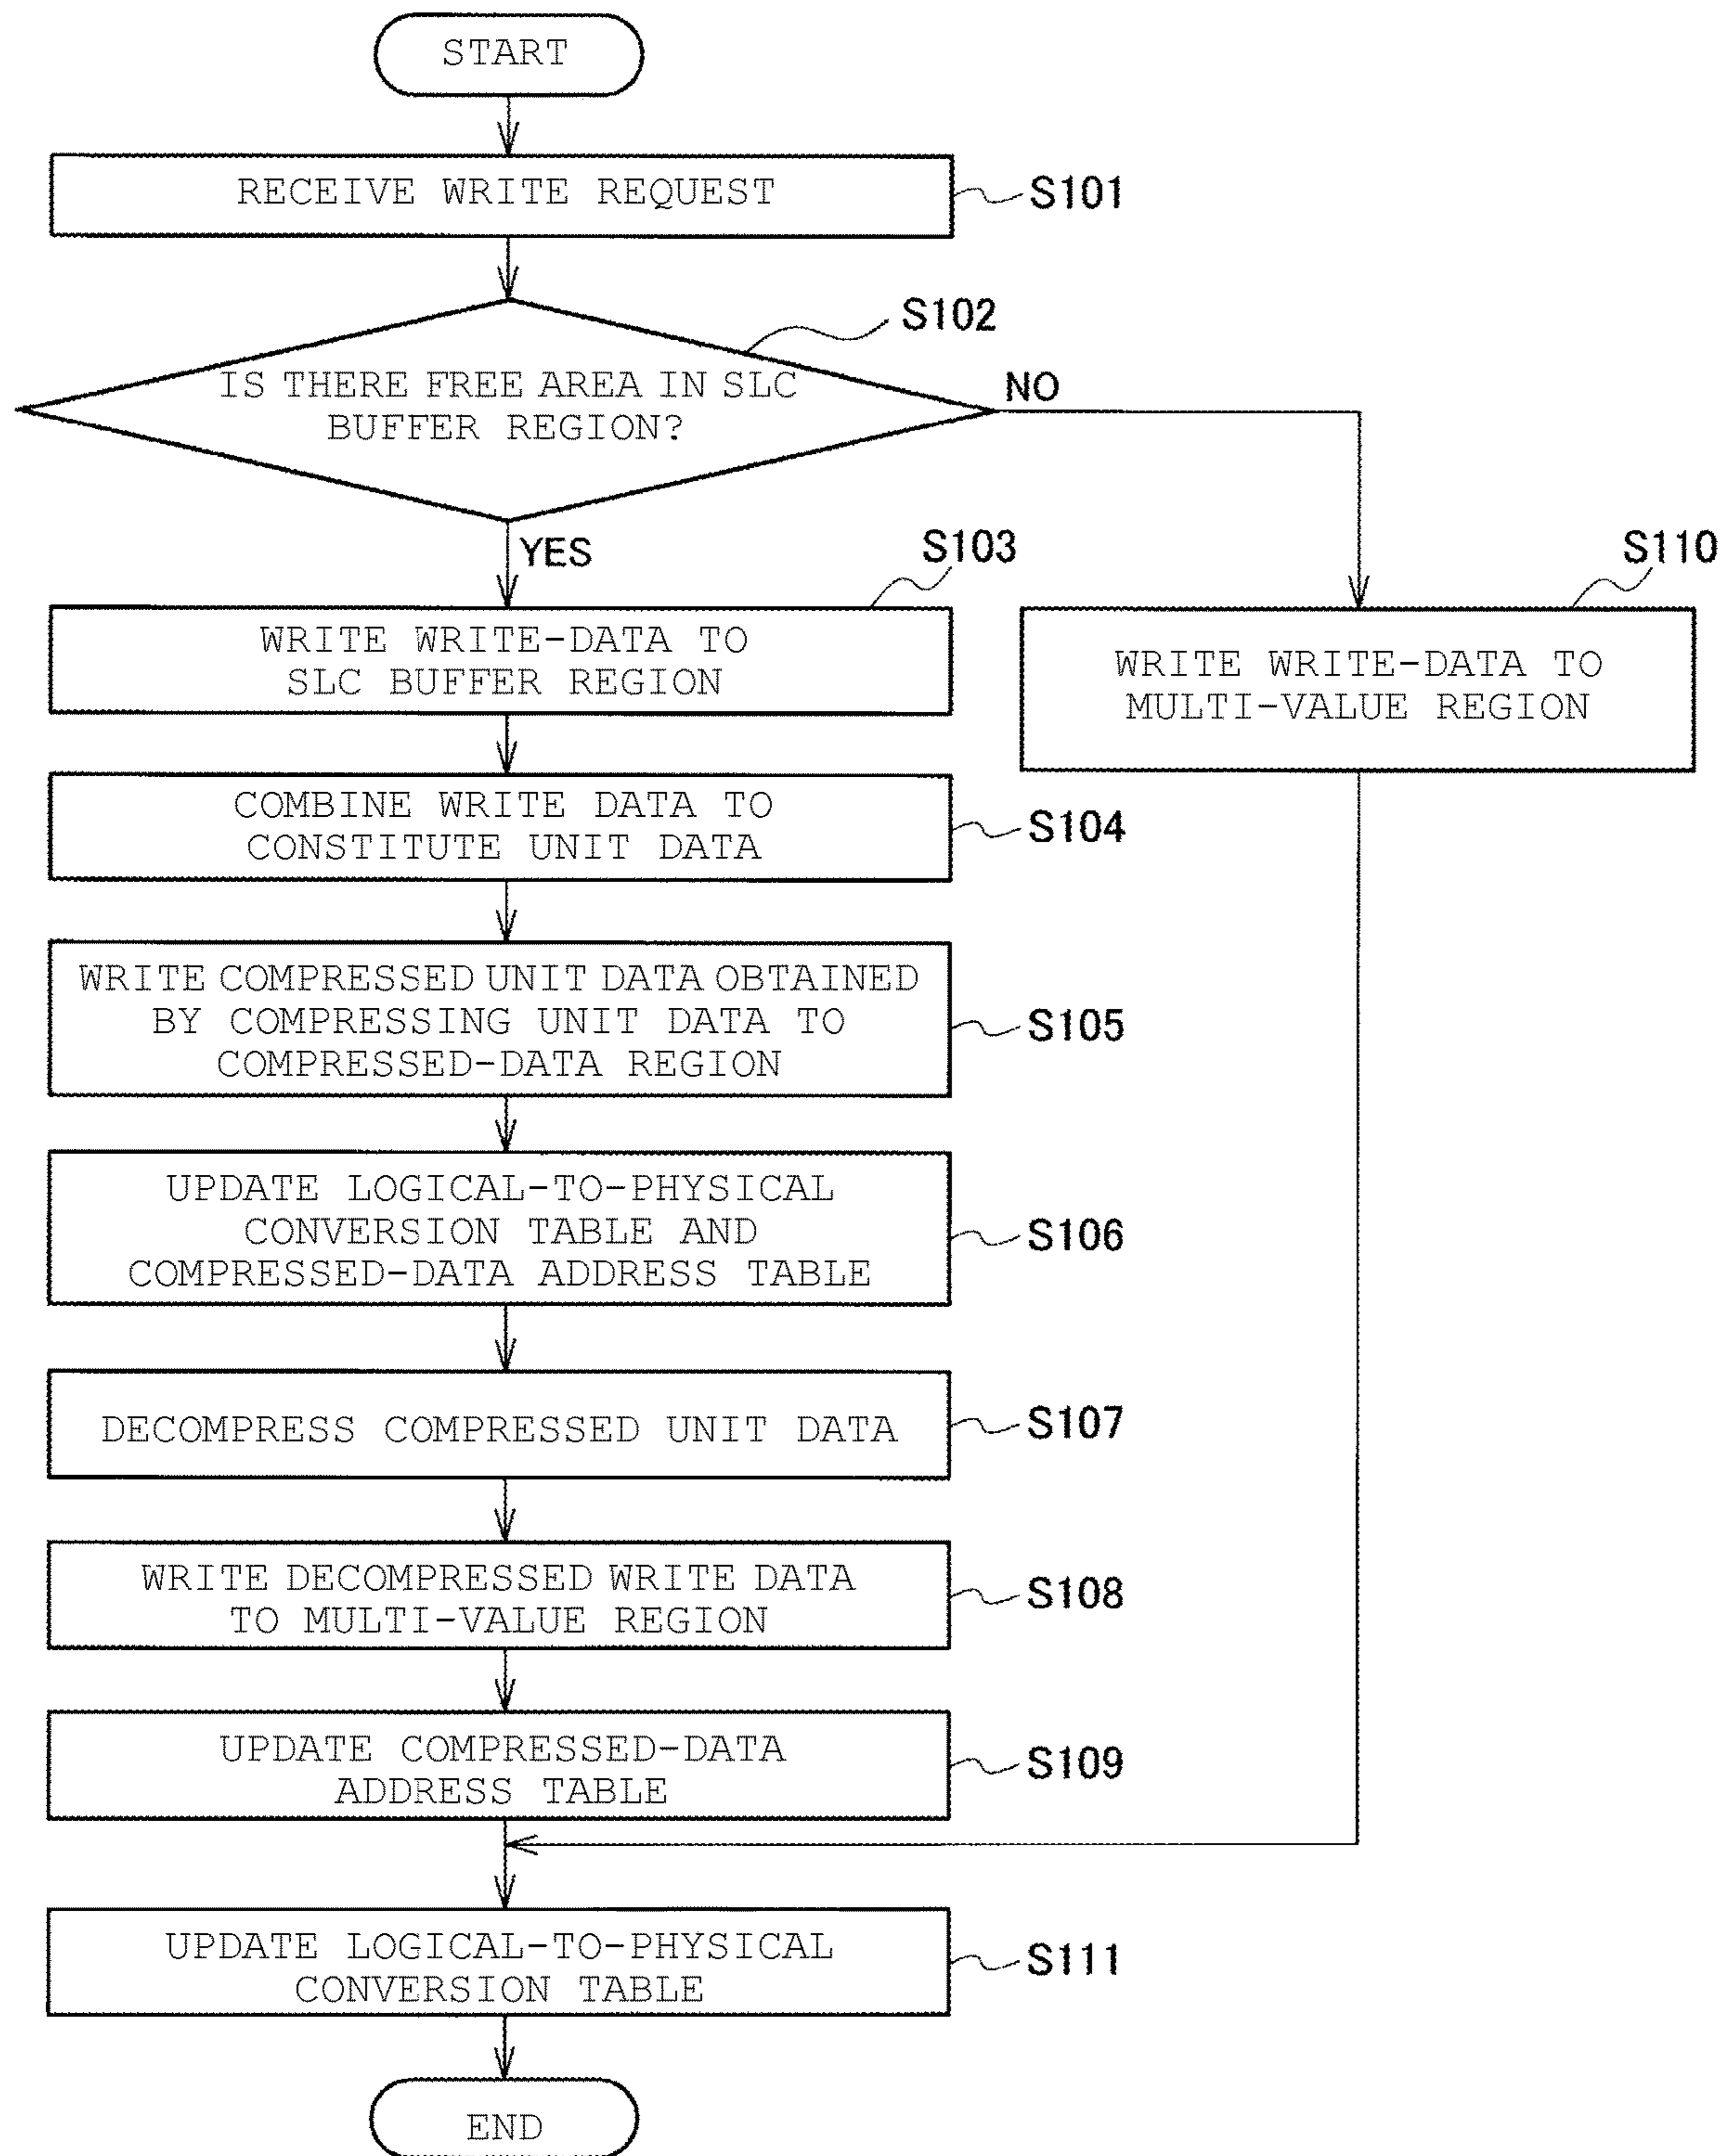 START
RECEIVE WRITE REQUEST
S101
S102
IS THERE FREE AREA IN SLC
BUFFER REGION?
NO
YES
S103
WRITE WRITE-DATA TO
SLC BUFFER REGION
S110
WRITE WRITE-DATA TO
MULTI-VALUE REGION
COMBINE WRITE DATA TO
CONSTITUTE UNIT DATA
S104
WRITE COMPRESSED UNIT DATA OBTAINED
BY COMPRESSING UNIT DATA TO
COMPRESSED-DATA REGION
S105
UPDATE LOGICAL-TO-PHYSICAL
CONVERSION TABLE AND
COMPRESSED-DATA ADDRESS TABLE
S106
DECOMPRESS COMPRESSED UNIT DATA
S107
WRITE DECOMPRESSED WRITE DATA
TO MULTI-VALUE REGION
S108
UPDATE COMPRESSED-DATA
ADDRESS TABLE
S109
UPDATE LOGICAL-TO-PHYSICAL
CONVERSION TABLE
S111
END